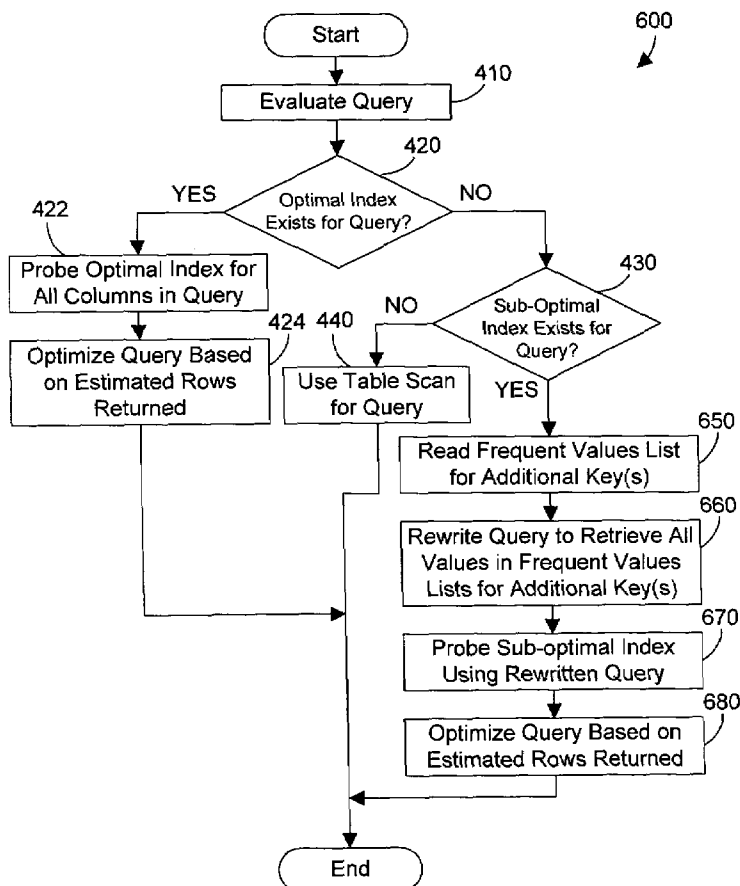 Start
600
Evaluate Query
410
420
YES
Optimal Index
Exists for Query?
NO
422
Probe Optimal Index for
All Columns in Query
430
NO
Sub-Optimal
Index Exists for
Query?
424
Optimize Query Based
on Estimated Rows
Returned
440
Use Table Scan
for Query
YES
650
Read Frequent Values List
for Additional Key(s)
660
Rewrite Query to Retrieve All
Values in Frequent Values
Lists for Additional Key(s)
670
Probe Sub-optimal Index
Using Rewritten Query
680
Optimize Query Based on
Estimated Rows Returned
End